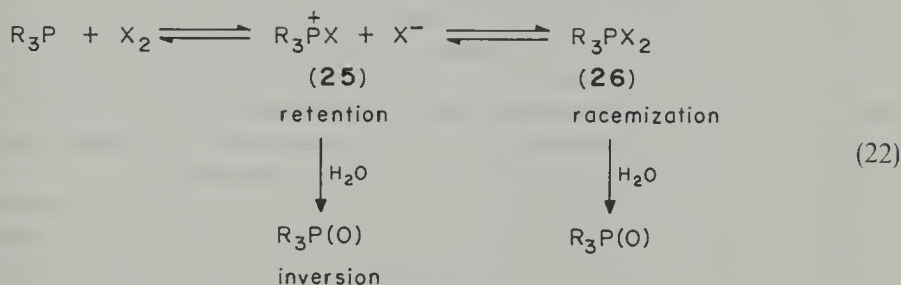 R₃P + X₂ ⇌ R₃P⁺X + X⁻ ⇌ R₃PX₂
(25) (26)
retention racemization
(22)
H₂O H₂O
R₃P(O) R₃P(O)
inversion